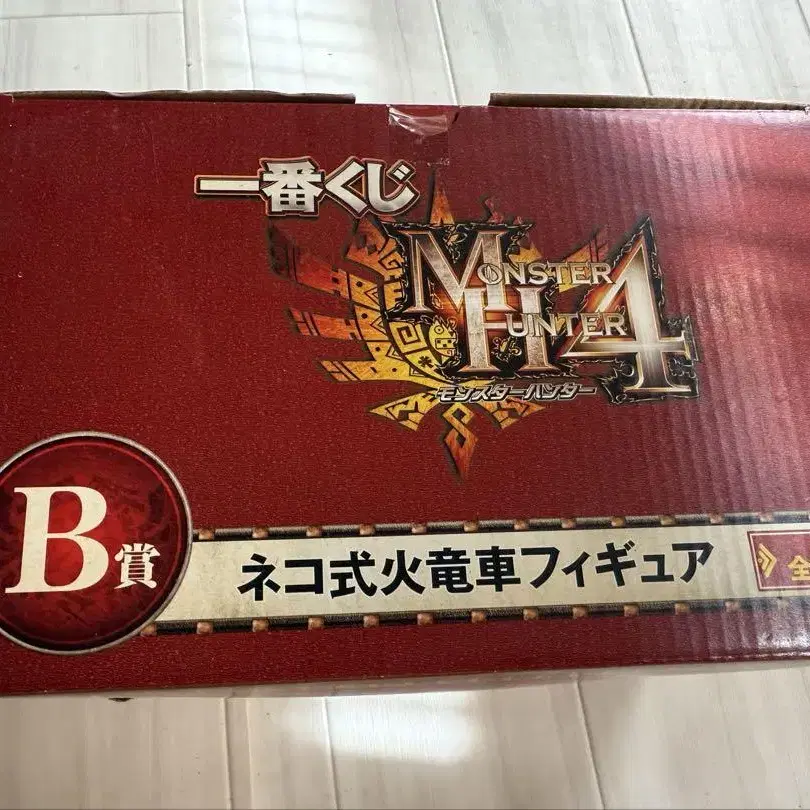 一番くじ
MONSTER
HUNTER 4
モンスターハンター
B賞
ネコ式火竜車フィギュア
全